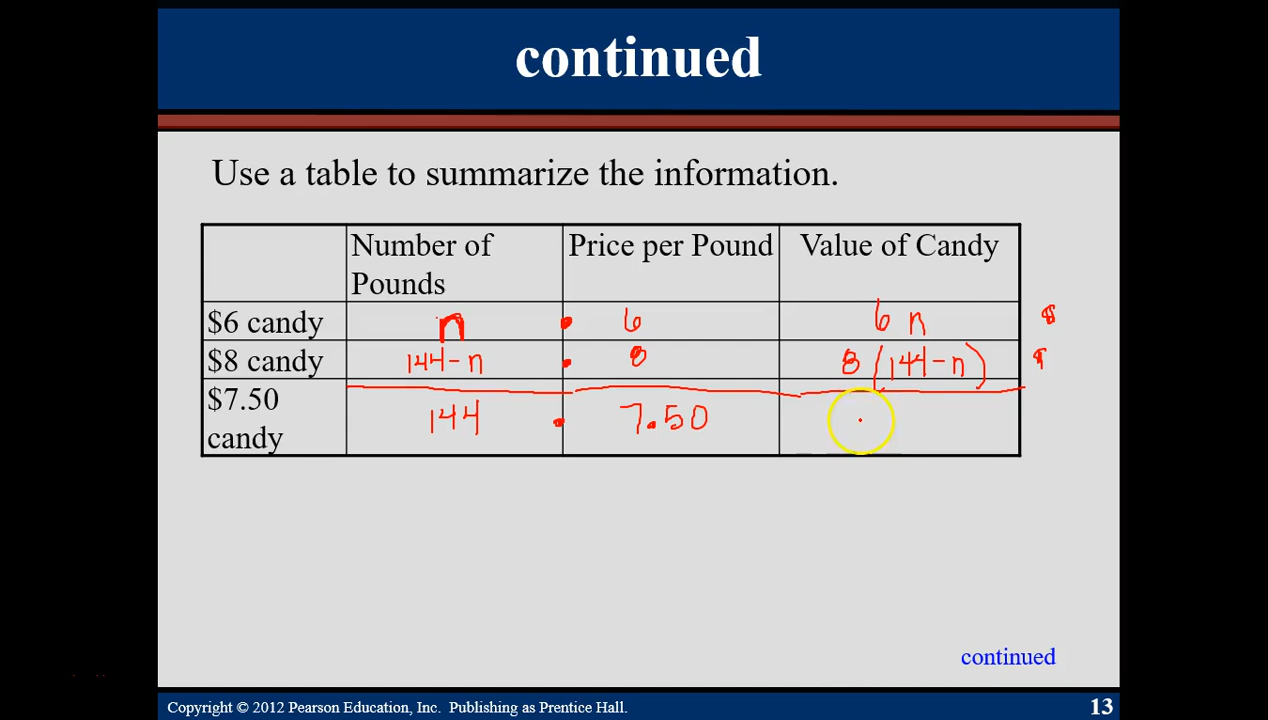 continued
Use a table to summarize the information.
Number of Pounds Price per Pound Value of Candy
$6 candy n • 6 6 n $
$8 candy 144-n • 8 8(144-n) $
$7.50 candy 144 • 7.50
continued
Copyright © 2012 Pearson Education, Inc. Publishing as Prentice Hall. 13